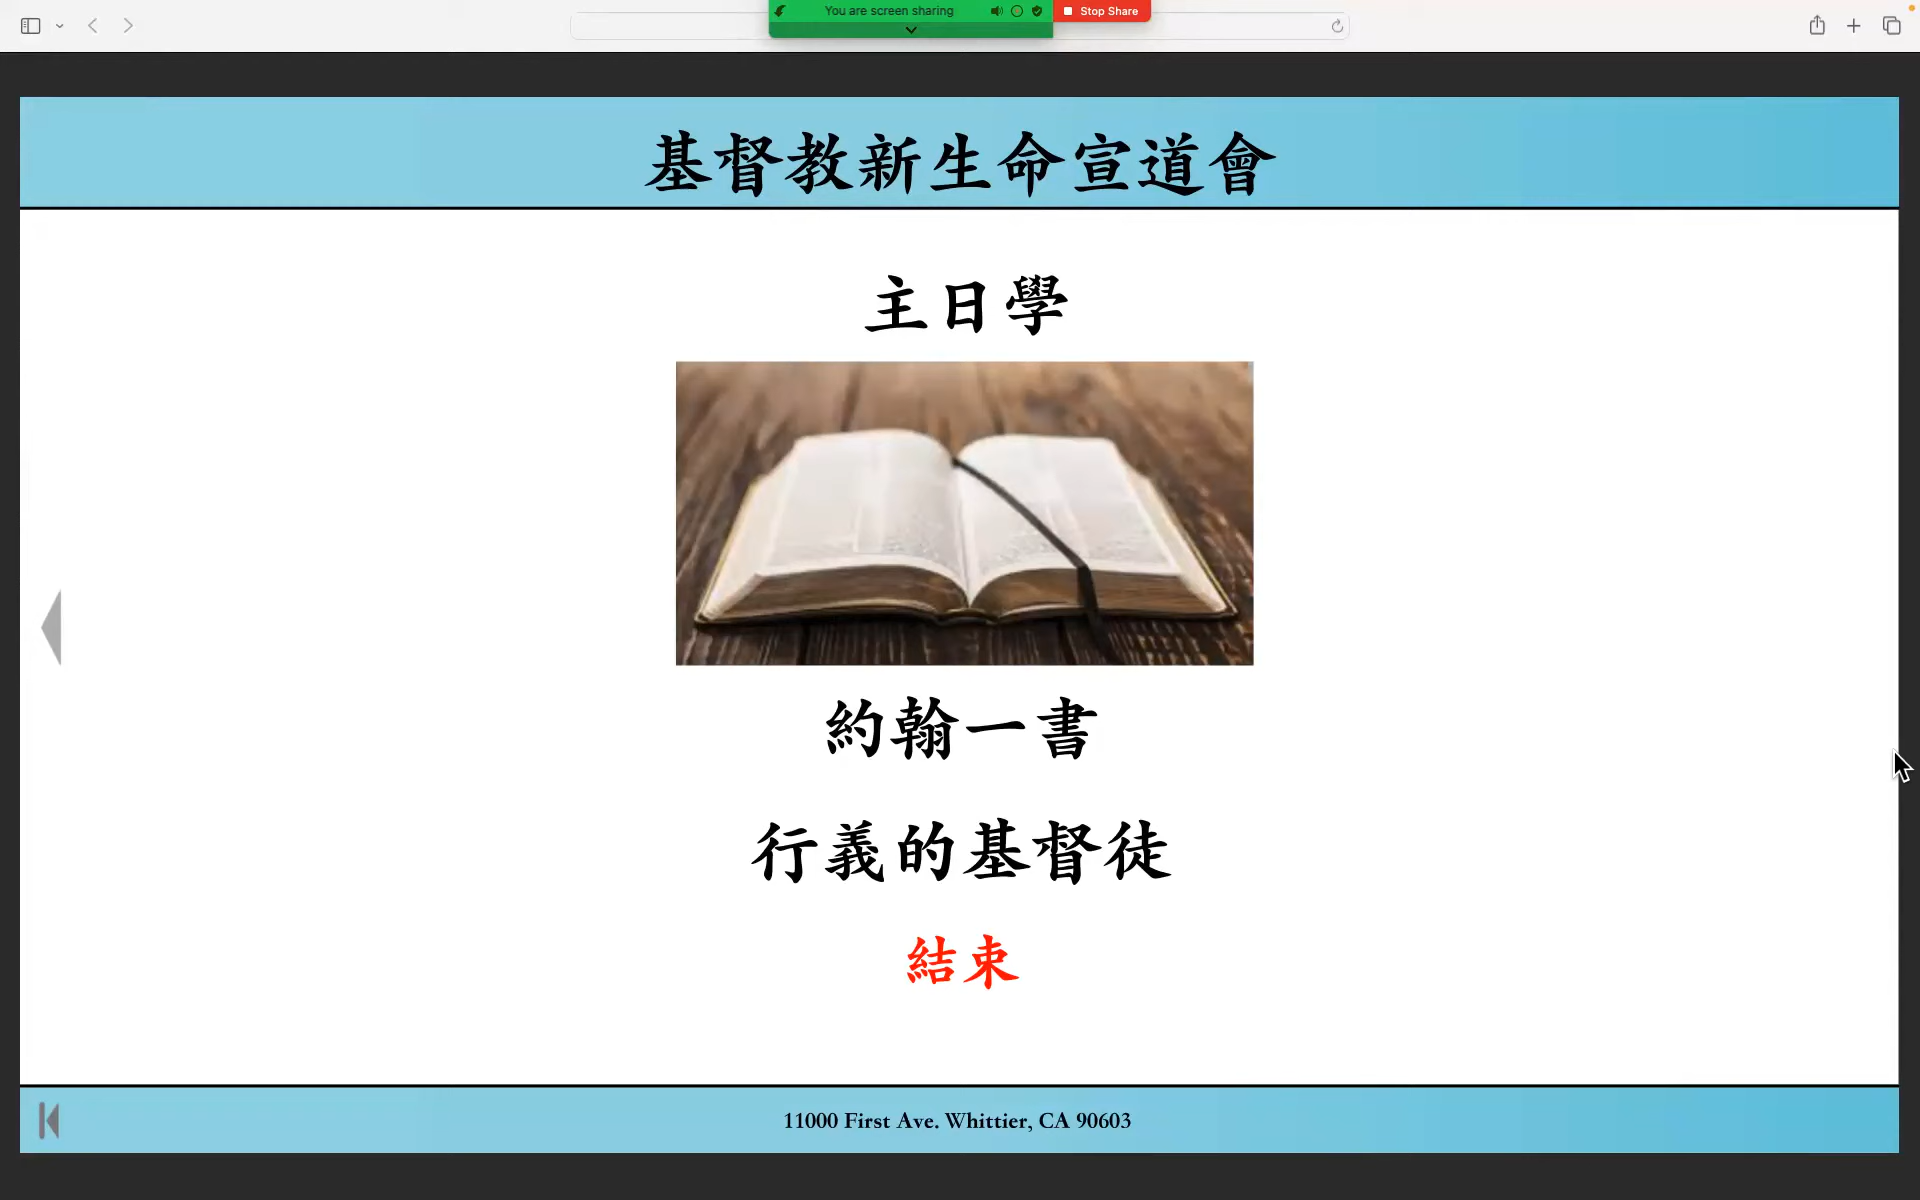 You are screen sharing
Stop Share
基督教新生命宣道會
主日學
約翰一書
行義的基督徒
結束
11000 First Ave. Whittier, CA 90603